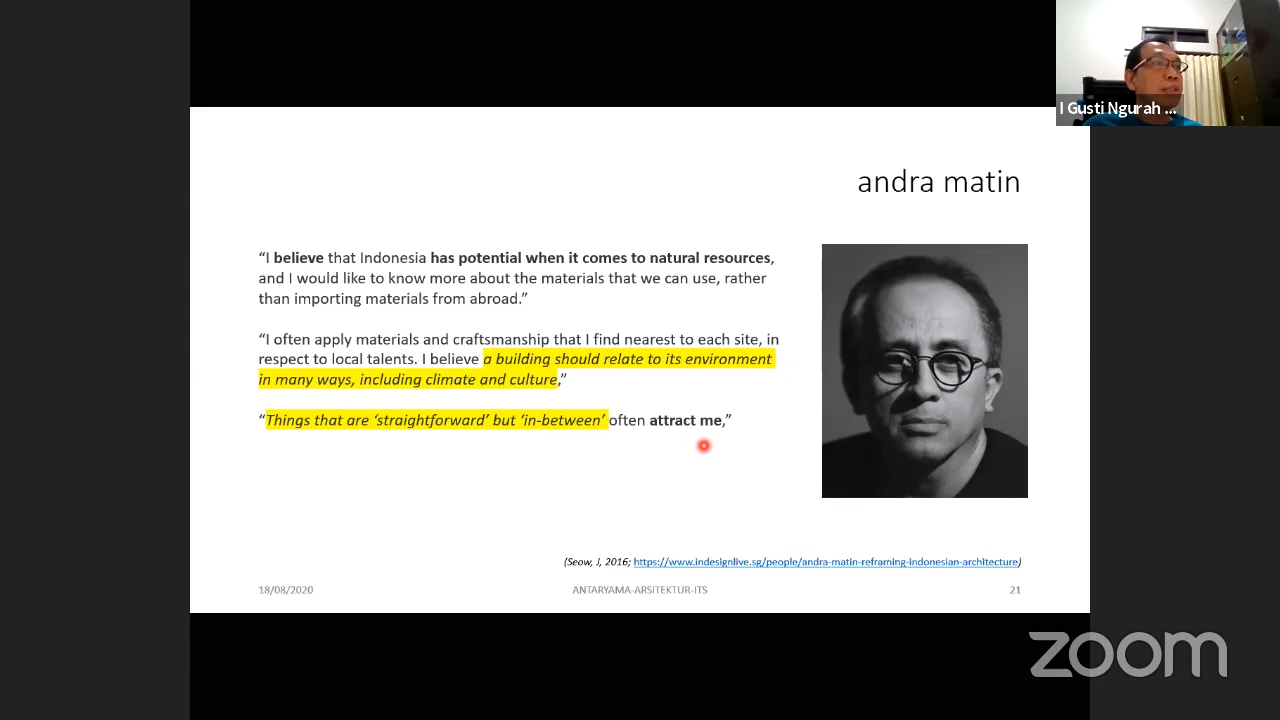 I Gusti Ngurah ...
andra matin
“I believe that Indonesia has potential when it comes to natural resources,
and I would like to know more about the materials that we can use, rather
than importing materials from abroad.”
“I often apply materials and craftsmanship that I find nearest to each site, in
respect to local talents. I believe a building should relate to its environment
in many ways, including climate and culture,”
“Things that are ‘straightforward’ but ‘in-between’ often attract me,”
(Seow, J, 2016; https://www.indesignlive.sg/people/andra-matin-reframing-indonesian-architecture)
18/08/2020 ANTARYAMA-ARSITEKTUR-ITS 21
zoom